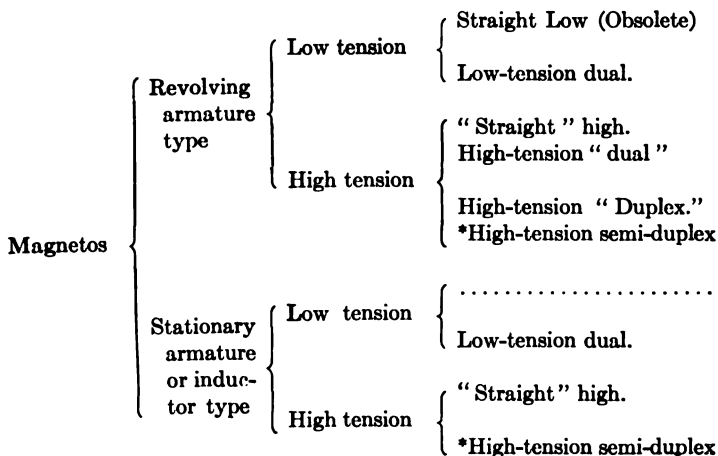 Magnetos
Revolving
armature
type
Low tension
Straight Low (Obsolete)
Low-tension dual.
High tension
“ Straight ” high.
High-tension “ dual ”
High-tension “ Duplex.”
*High-tension semi-duplex
Stationary
armature
or induc-
tor type
Low tension
. . . . . . . . . . . . . . . . . . . . . . .
Low-tension dual.
High tension
“ Straight ” high.
*High-tension semi-duplex